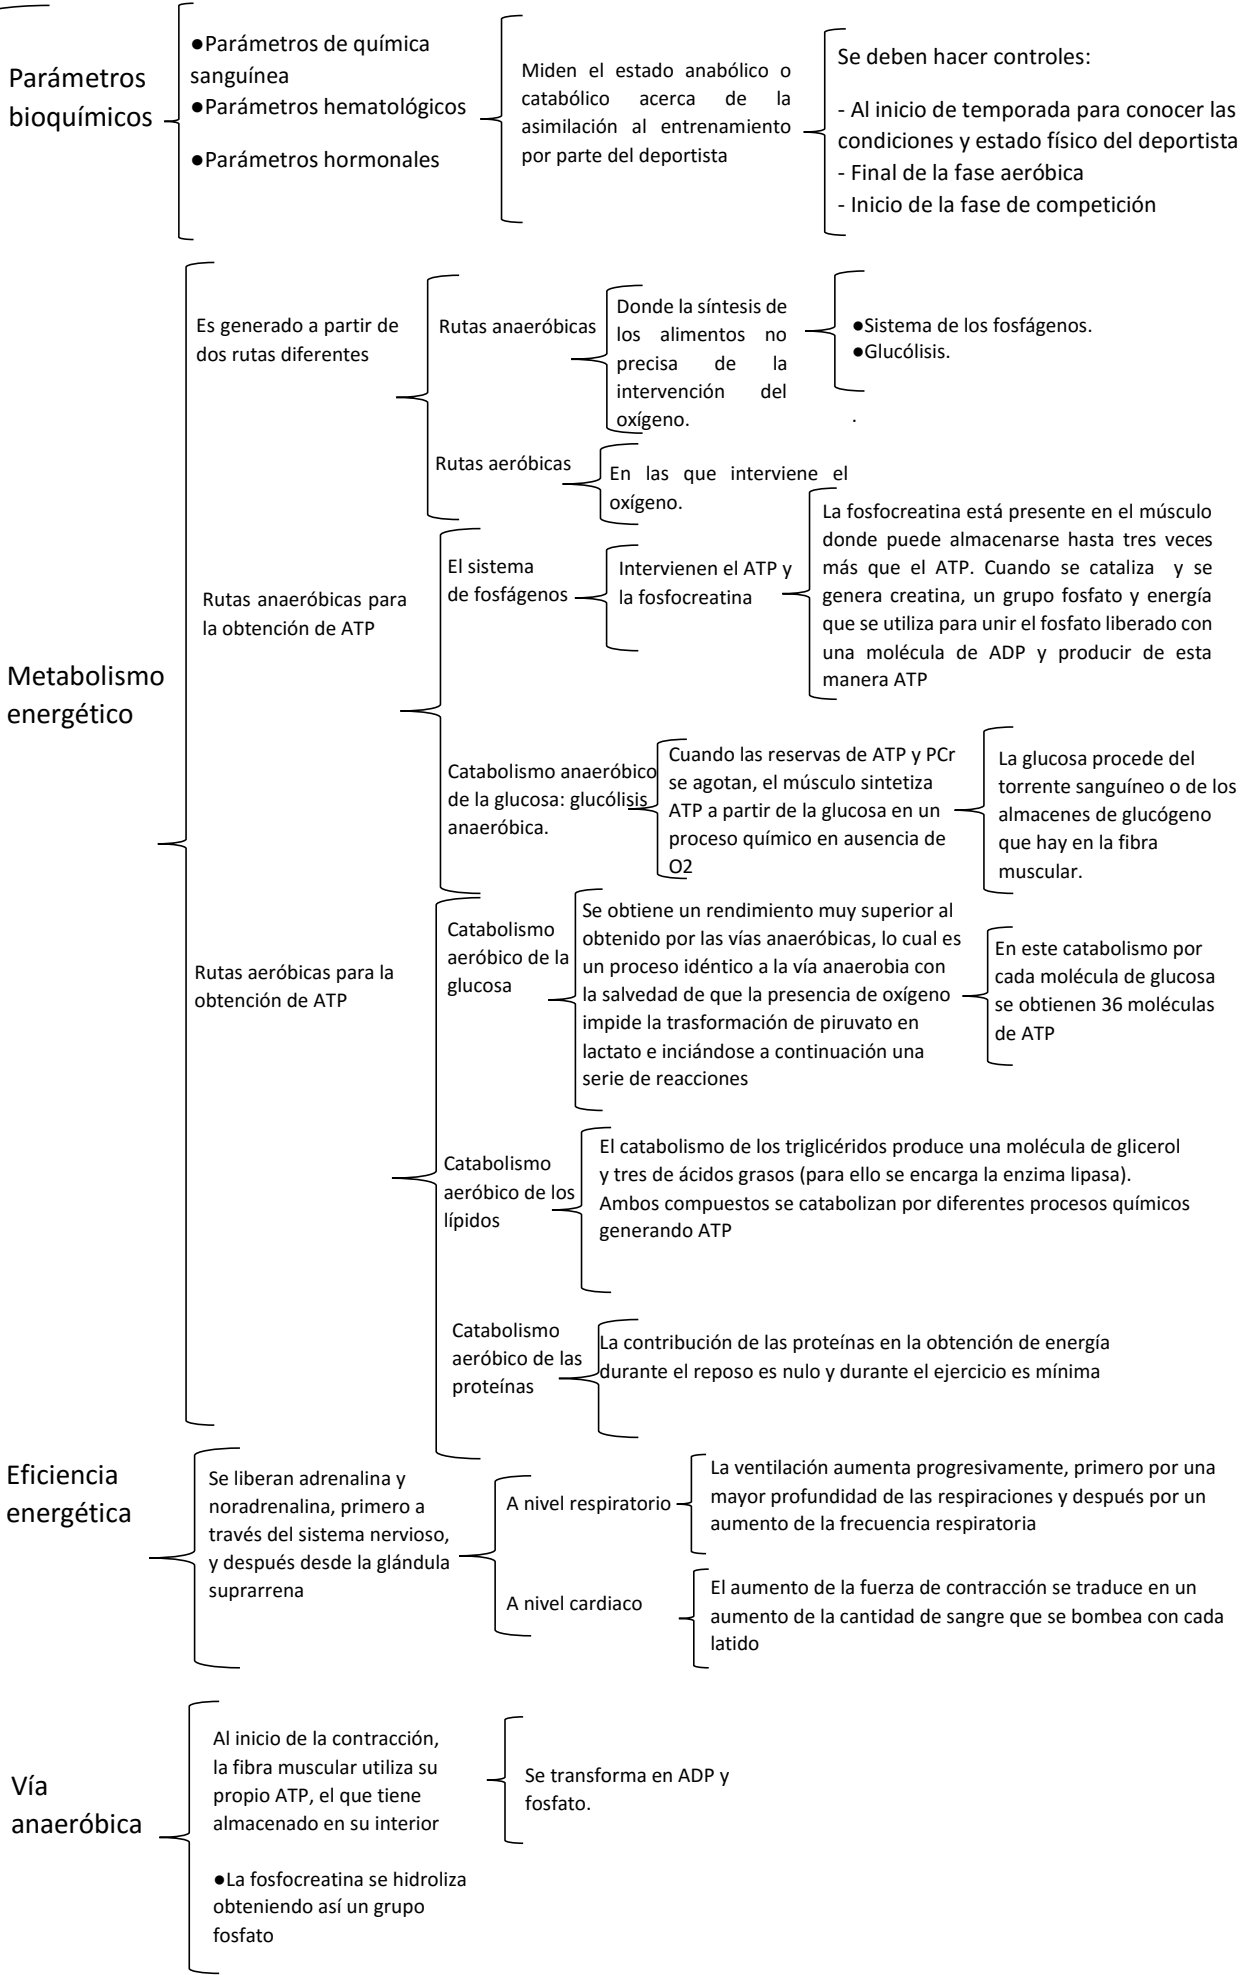 Parámetros
bioquímicos
●Parámetros de química
sanguínea
●Parámetros hematológicos
●Parámetros hormonales
Miden el estado anabólico o
catabólico acerca de la
asimilación al entrenamiento
por parte del deportista
Se deben hacer controles:
- Al inicio de temporada para conocer las
condiciones y estado físico del deportista
- Final de la fase aeróbica
- Inicio de la fase de competición
Metabolismo
energético
Es generado a partir de
dos rutas diferentes
Rutas anaeróbicas
Donde la síntesis de
los alimentos no
precisa de la
intervención del
oxígeno.
●Sistema de los fosfágenos.
●Glucólisis.
.
Rutas aeróbicas
En las que interviene el
oxígeno.
Rutas anaeróbicas para
la obtención de ATP
El sistema
de fosfágenos
Intervienen el ATP y
la fosfocreatina
La fosfocreatina está presente en el músculo
donde puede almacenarse hasta tres veces
más que el ATP. Cuando se cataliza y se
genera creatina, un grupo fosfato y energía
que se utiliza para unir el fosfato liberado con
una molécula de ADP y producir de esta
manera ATP
Catabolismo anaeróbico
de la glucosa: glucólisis
anaeróbica.
Cuando las reservas de ATP y PCr
se agotan, el músculo sintetiza
ATP a partir de la glucosa en un
proceso químico en ausencia de
O2
La glucosa procede del
torrente sanguíneo o de los
almacenes de glucógeno
que hay en la fibra
muscular.
Rutas aeróbicas para la
obtención de ATP
Catabolismo
aeróbico de la
glucosa
Se obtiene un rendimiento muy superior al
obtenido por las vías anaeróbicas, lo cual es
un proceso idéntico a la vía anaerobia con
la salvedad de que la presencia de oxígeno
impide la trasformación de piruvato en
lactato e inciándose a continuación una
serie de reacciones
En este catabolismo por
cada molécula de glucosa
se obtienen 36 moléculas
de ATP
Catabolismo
aeróbico de los
lípidos
El catabolismo de los triglicéridos produce una molécula de glicerol
y tres de ácidos grasos (para ello se encarga la enzima lipasa).
Ambos compuestos se catabolizan por diferentes procesos químicos
generando ATP
Catabolismo
aeróbico de las
proteínas
La contribución de las proteínas en la obtención de energía
durante el reposo es nulo y durante el ejercicio es mínima
Eficiencia
energética
Se liberan adrenalina y
noradrenalina, primero a
través del sistema nervioso,
y después desde la glándula
suprarrena
A nivel respiratorio
La ventilación aumenta progresivamente, primero por una
mayor profundidad de las respiraciones y después por un
aumento de la frecuencia respiratoria
A nivel cardiaco
El aumento de la fuerza de contracción se traduce en un
aumento de la cantidad de sangre que se bombea con cada
latido
Vía
anaeróbica
Al inicio de la contracción,
la fibra muscular utiliza su
propio ATP, el que tiene
almacenado en su interior
●La fosfocreatina se hidroliza
obteniendo así un grupo
fosfato
Se transforma en ADP y
fosfato.